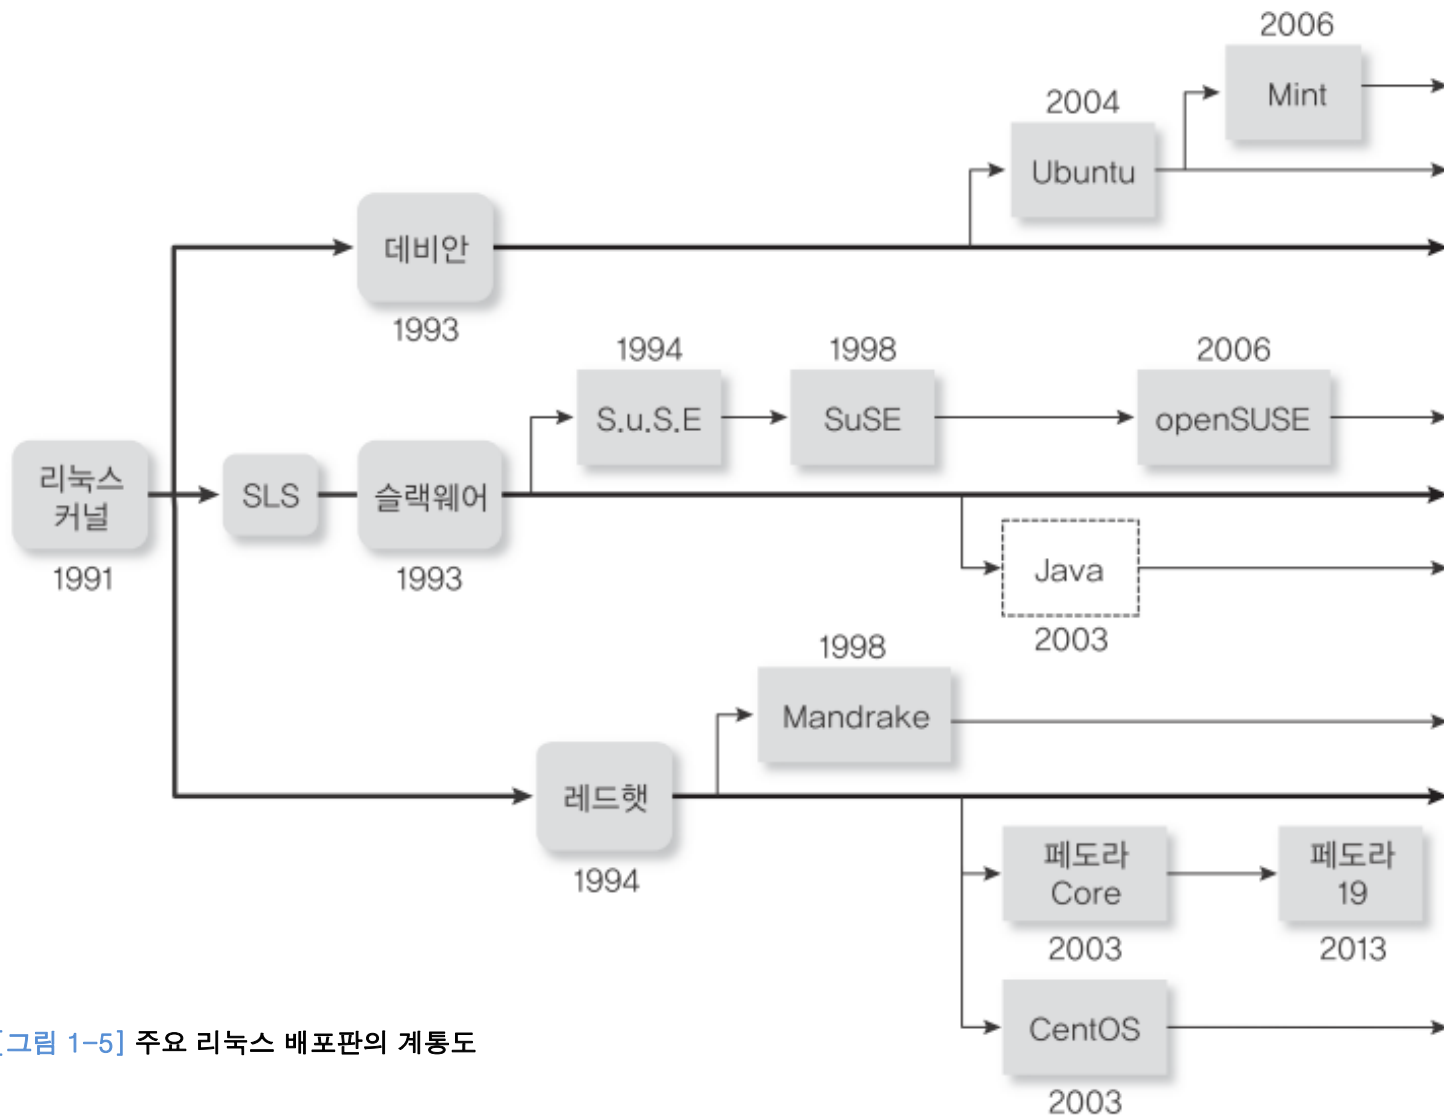 2006
Mint
2004
Ubuntu
데비안
1993
1994
S.u.S.E
1998
SuSE
2006
openSUSE
리눅스
커널
1991
SLS
슬랙웨어
1993
Java
2003
1998
Mandrake
레드햇
1994
페도라
Core
2003
페도라
19
2013
CentOS
2003
[그림 1-5] 주요 리눅스 배포판의 계통도